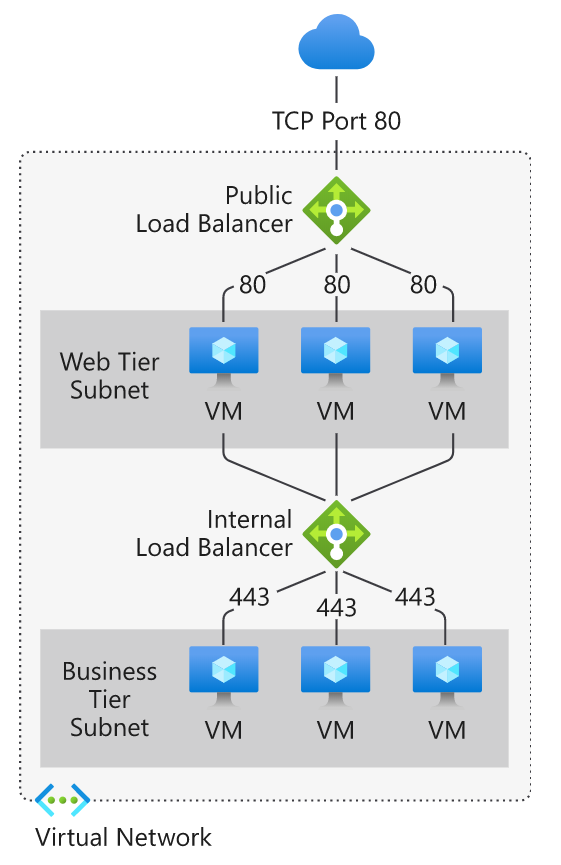 TCP Port 80
Public
Load Balancer
80
80
80
Web Tier
Subnet
VM
VM
VM
Internal
Load Balancer
443
443
443
Business
Tier
Subnet
VM
VM
VM
Virtual Network